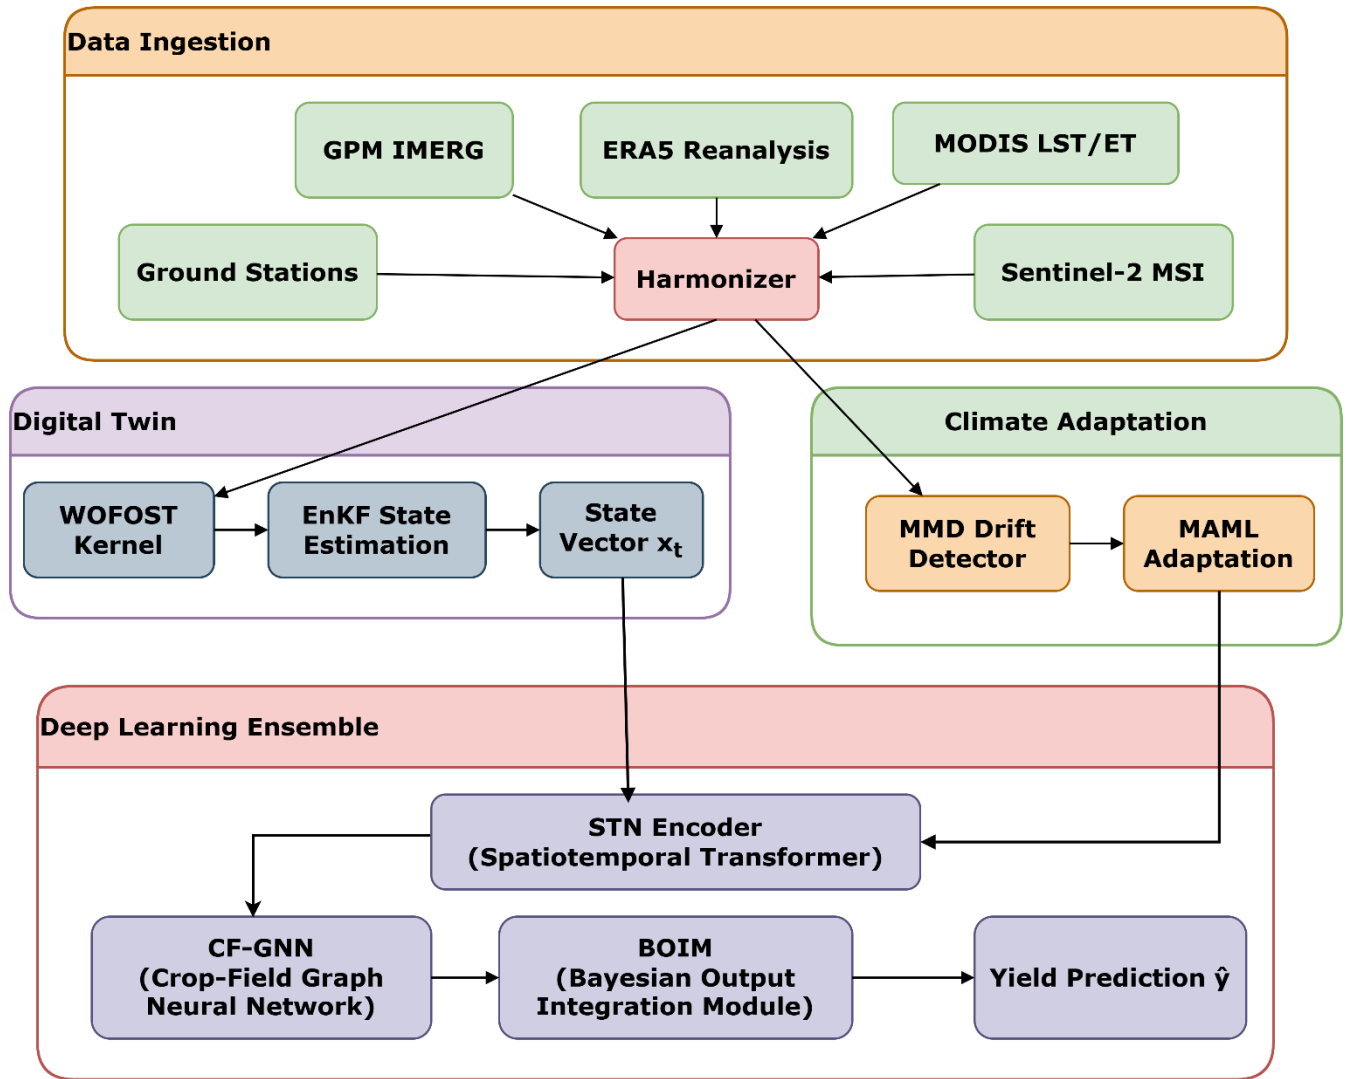 Data Ingestion
GPM IMERG
ERA5 Reanalysis
MODIS LST/ET
Ground Stations
Harmonizer
Sentinel-2 MSI
Digital Twin
Climate Adaptation
WOFOST
Kernel
EnKF State
Estimation
State
Vector xₜ
MMD Drift
Detector
MAML
Adaptation
Deep Learning Ensemble
STN Encoder
(Spatiotemporal Transformer)
CF-GNN
(Crop-Field Graph
Neural Network)
BOIM
(Bayesian Output
Integration Module)
Yield Prediction ŷ